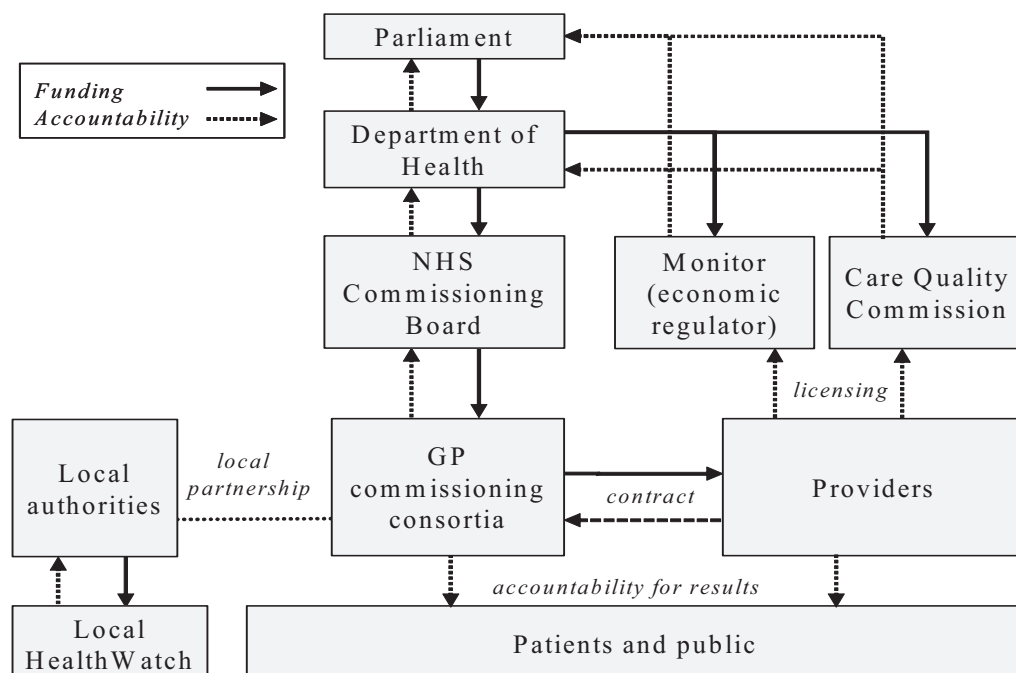 Parliament
Funding
Accountability
Department of
Health
NHS
Commissioning
Board
Monitor
(economic
regulator)
Care Quality
Commission
licensing
Local
authorities
local
partnership
GP
commissioning
consortia
contract
Providers
accountability for results
Local
HealthWatch
Patients and public